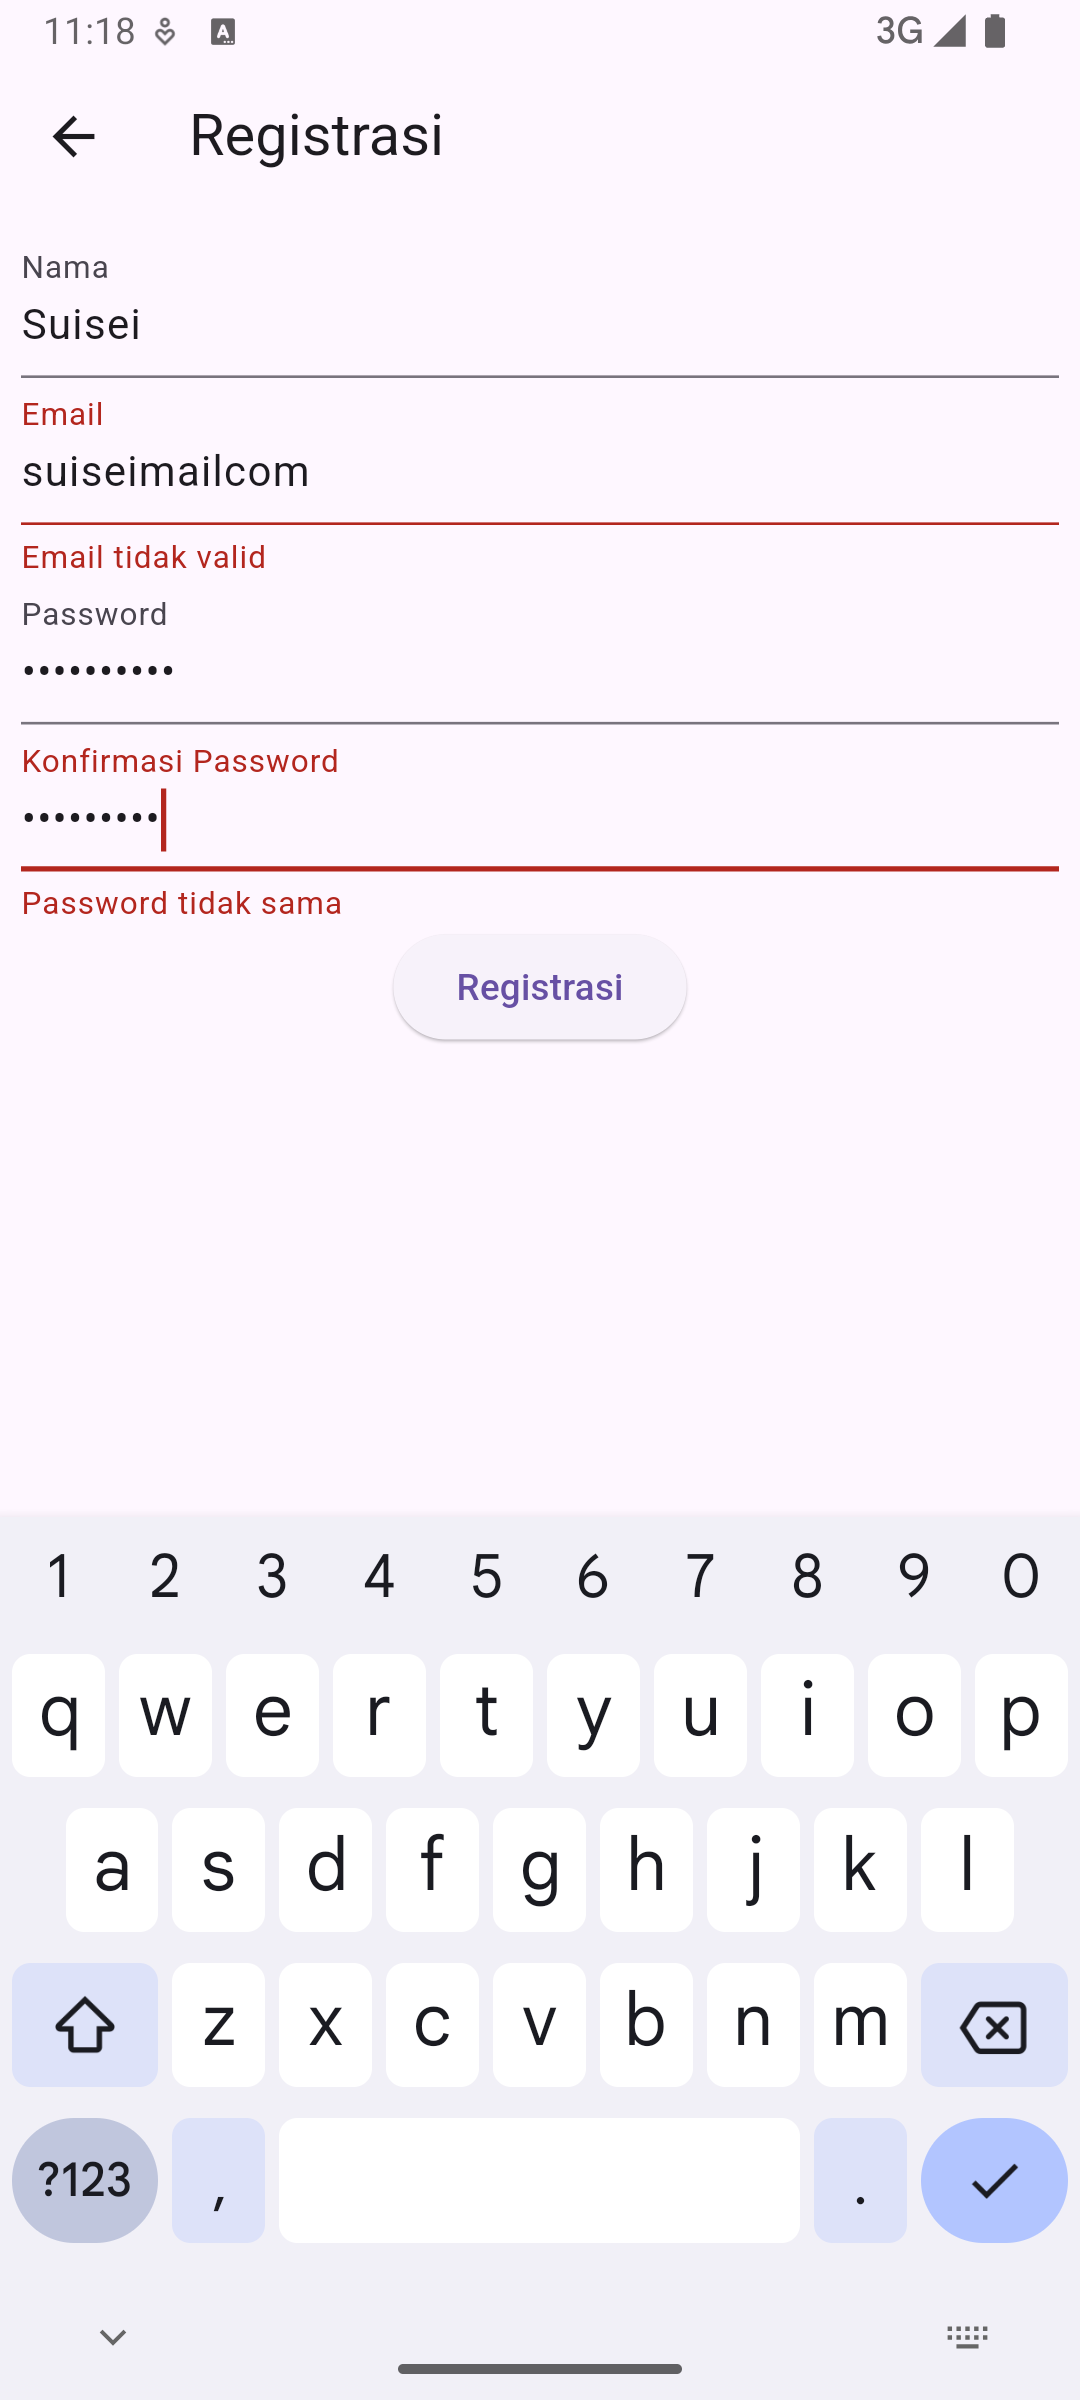 11:18 3G
Registrasi
Nama
Suisei
Email
suiseimailcom
Email tidak valid
Password
••••••••••
Konfirmasi Password
•••••••••
Password tidak sama
Registrasi
1 2 3 4 5 6 7 8 9 0
q w e r t y u i o p
a s d f g h j k l
z x c v b n m
?123 , .